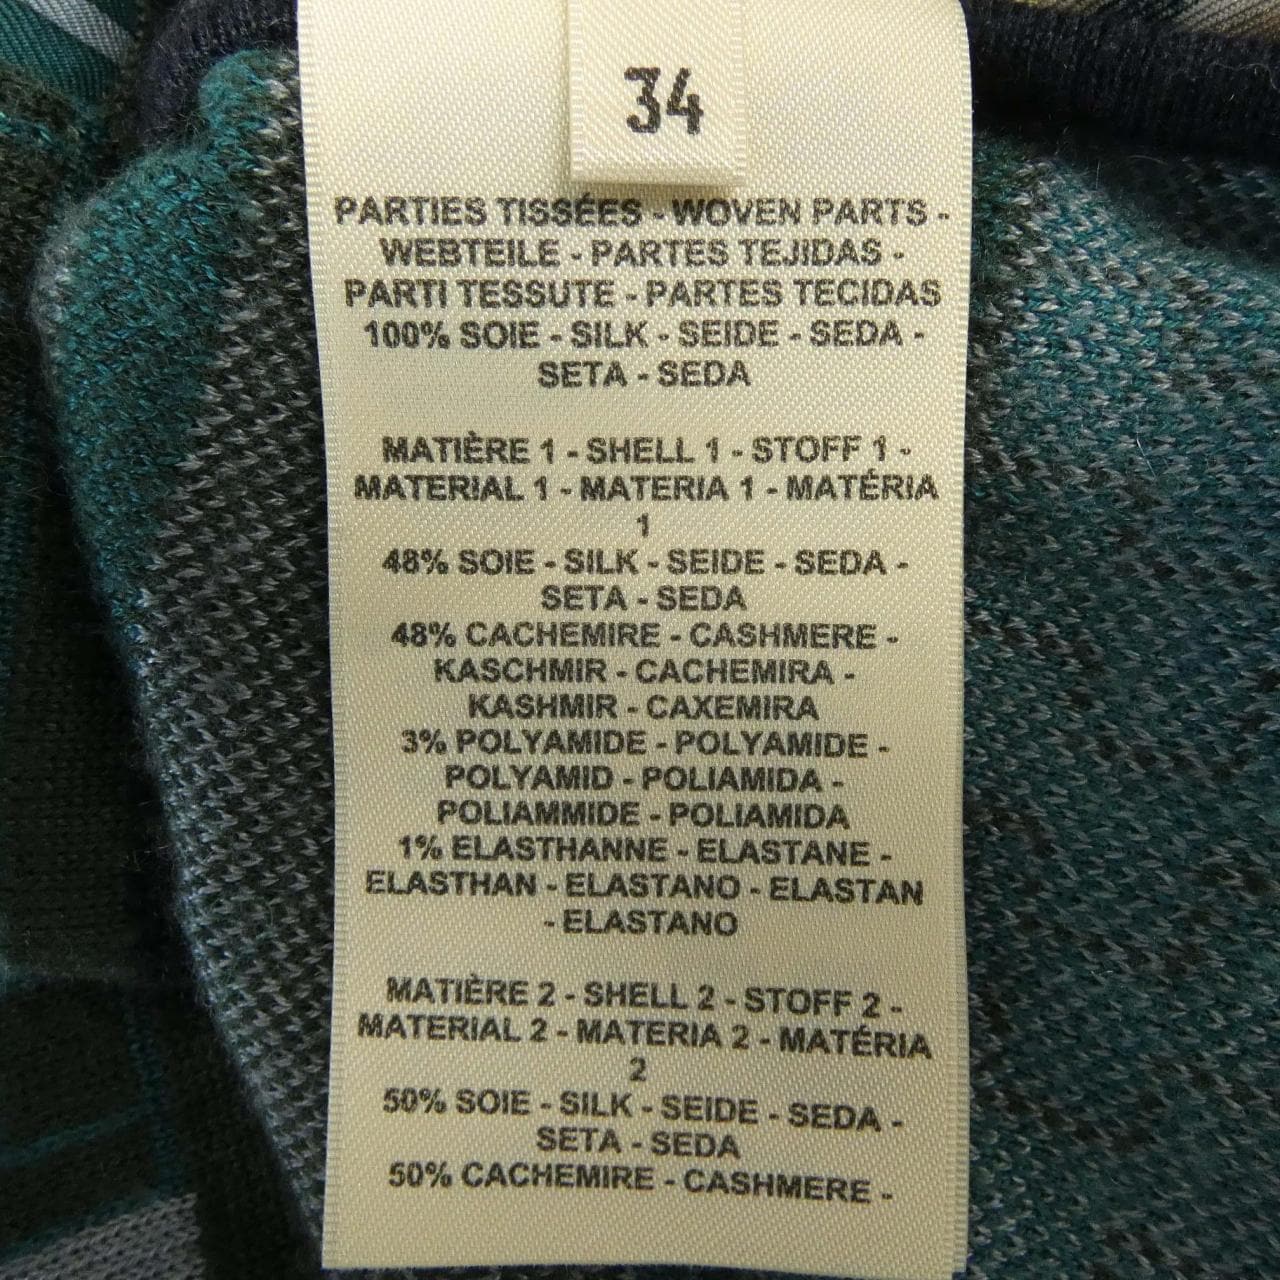 34
PARTIES TISSÉES - WOVEN PARTS -
WEBTEILE - PARTES TEJIDAS -
PARTI TESSUTE - PARTES TECIDAS
100% SOIE - SILK - SEIDE - SEDA -
SETA - SEDA
MATIÈRE 1 - SHELL 1 - STOFF 1 -
MATERIAL 1 - MATERIA 1 - MATÉRIA
1
48% SOIE - SILK - SEIDE - SEDA -
SETA - SEDA
48% CACHEMIRE - CASHMERE -
KASCHMIR - CACHEMIRA -
KASHMIR - CAXEMIRA
3% POLYAMIDE - POLYAMIDE -
POLYAMID - POLIAMIDA -
POLIAMMIDE - POLIAMIDA
1% ELASTHANNE - ELASTANE -
ELASTHAN - ELASTANO - ELASTAN
- ELASTANO
MATIÈRE 2 - SHELL 2 - STOFF 2 -
MATERIAL 2 - MATERIA 2 - MATÉRIA
2
50% SOIE - SILK - SEIDE - SEDA -
SETA - SEDA
50% CACHEMIRE - CASHMERE -